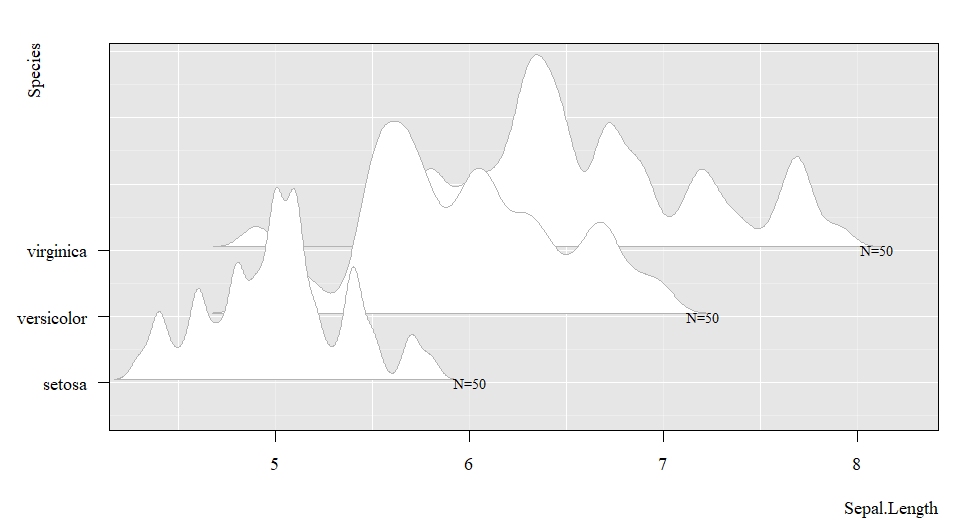 Species
virginica
N=50
versicolor
N=50
setosa
N=50
5
6
7
8
Sepal.Length